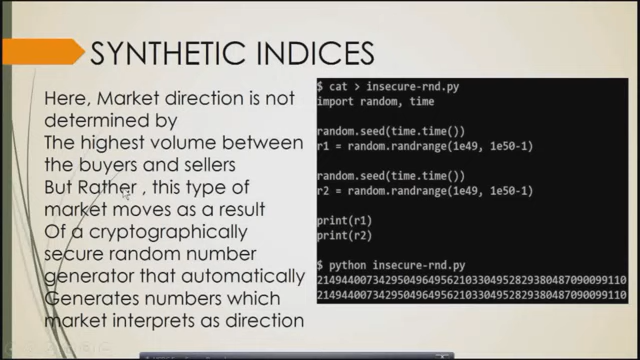 SYNTHETIC INDICES
Here, Market direction is not
determined by
The highest volume between
the buyers and sellers
But Rather , this type of
market moves as a result
Of a cryptographically
secure random number
generator that automatically
Generates numbers which
market interprets as direction
$ cat > insecure-rnd.py
import random, time
random.seed(time.time())
r1 = random.randrange(1e49, 1e50-1)
random.seed(time.time())
r2 = random.randrange(1e49, 1e50-1)
print(r1)
print(r2)
$ python insecure-rnd.py
21494400734295049649562103304952829380487090099110
21494400734295049649562103304952829380487090099110